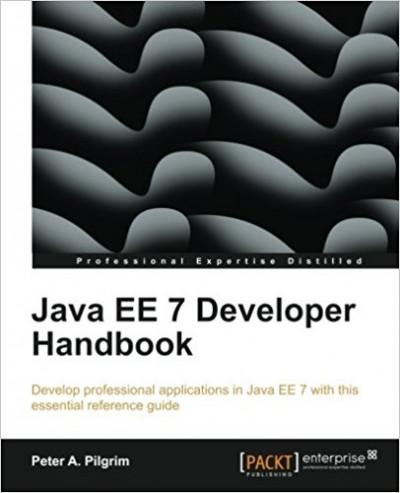 Professional Expertise Distilled
Java EE 7 Developer
Handbook
Develop professional applications in Java EE 7 with this
essential reference guide
Peter A. Pilgrim
[PACKT] enterprise
PUBLISHING
professional expertise distilled